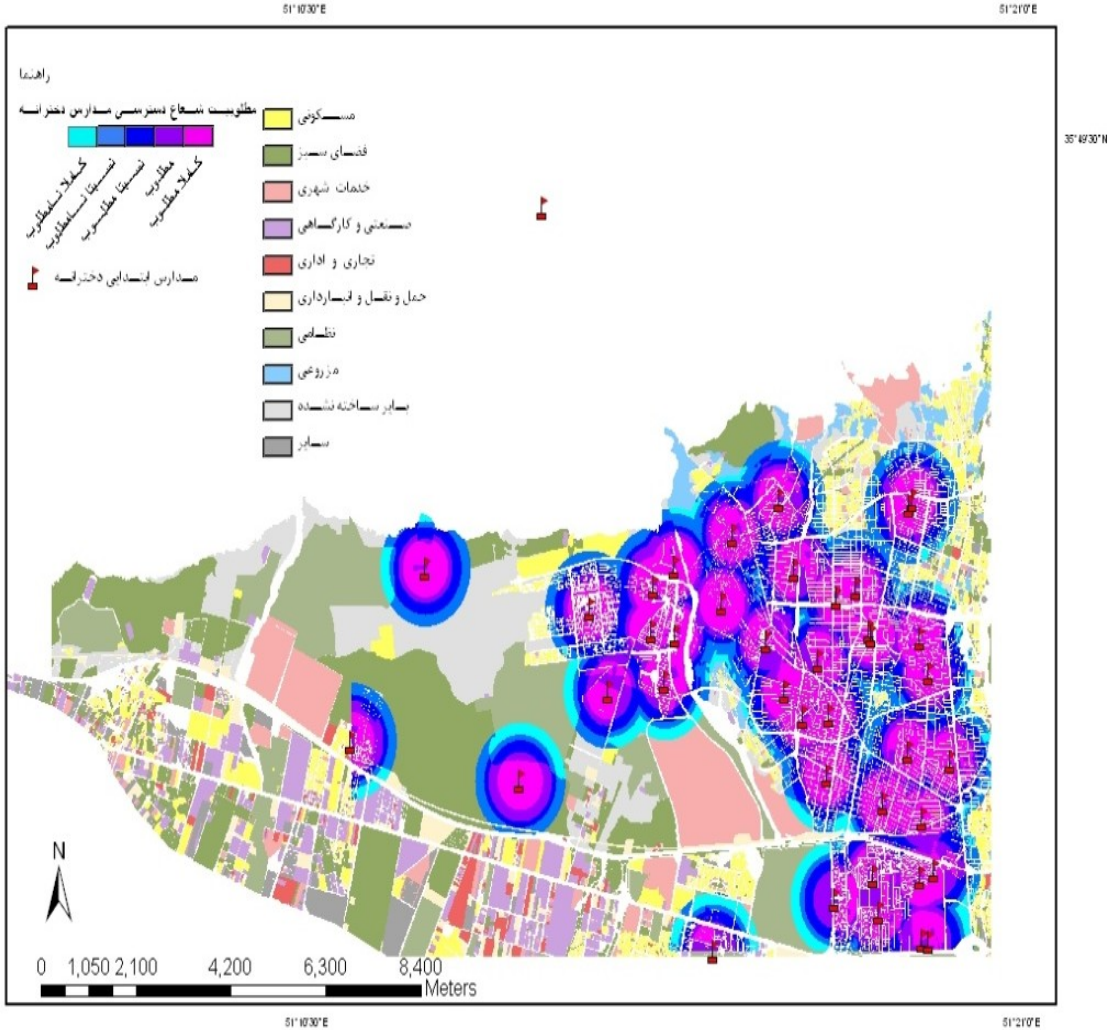 51°10'30"E 51°21'0"E
راهنما
مطلوبیت شعاع دسترسی مدارس دخترانه
کاملا نامطلوب
نسبتا نامطلوب
نسبتا مطلوب
مطلوب
کاملا مطلوب
مدارس ابتدایی دخترانه
مسکونی
فضای سبز
خدمات شهری
صنعتی و کارگاهی
تجاری و اداری
حمل و نقل و انبارداری
نظامی
مزروعی
بایر ساخته نشده
سایر
35°49'30"N
N
0 1,050 2,100 4,200 6,300 8,400
Meters
51°10'30"E 51°21'0"E